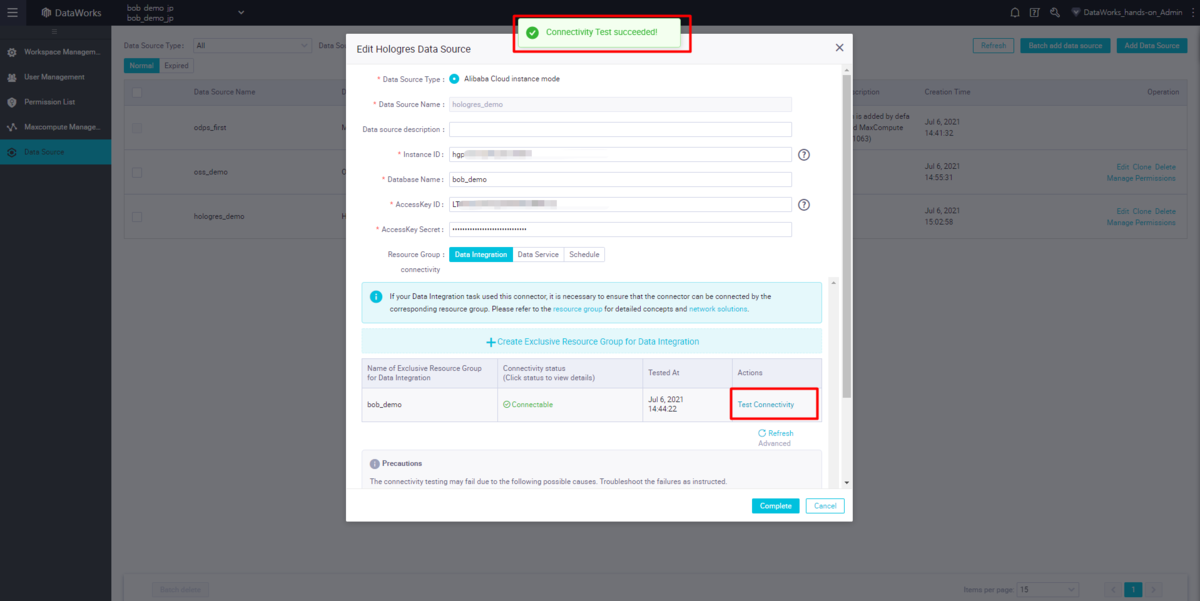 DataWorks
bob demo jp
bob_demo_jp
DataWorks_hands-on_Admin
Connectivity Test succeeded!
Workspace Managem...
User Management
Permission List
Maxcompute Manage...
Data Source
Data Source Type:
All
Data Sou
Refresh
Batch add data source
Add Data Source
Normal
Expired
Data Source Name
D
cription
Creation Time
Operation
odps_first
M
is added by defa
d MaxCompute
1063)
Jul 6, 2021
14:41:32
oss_demo
O
Jul 6, 2021
14:55:31
Edit Clone Delete
Manage Permissions
hologres_demo
H
Jul 6, 2021
15:02:58
Edit Clone Delete
Manage Permissions
Edit Hologres Data Source
* Data Source Type :
Alibaba Cloud instance mode
* Data Source Name :
hologres_demo
Data source description :
* Instance ID :
hgp
* Database Name :
bob_demo
* AccessKey ID :
LT
* AccessKey Secret :
Resource Group :
connectivity
Data Integration
Data Service
Schedule
If your Data Integration task used this connector, it is necessary to ensure that the connector can be connected by the
corresponding resource group. Please refer to the resource group for detailed concepts and network solutions.
Create Exclusive Resource Group for Data Integration
Name of Exclusive Resource Group
for Data Integration
Connectivity status
(Click status to view details)
Tested At
Actions
bob_demo
Connectable
Jul 6, 2021
14:44:22
Test Connectivity
Refresh
Advanced
Precautions
The connectivity testing may fail due to the following possible causes. Troubleshoot the failures as instructed.
Complete
Cancel
Items per page:
15
1